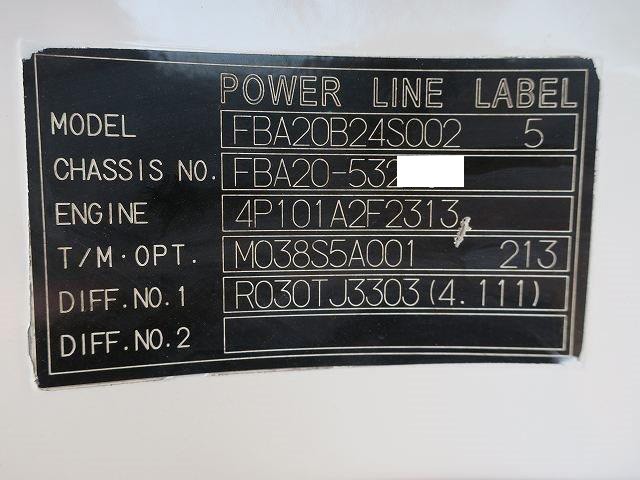 POWER LINE LABEL
MODEL FBA20B24S002 5
CHASSIS NO. FBA20-532
ENGINE 4P101A2F2313
T/M·OPT. M038S5A001 213
DIFF.NO.1 R030TJ3303(4.111)
DIFF.NO.2